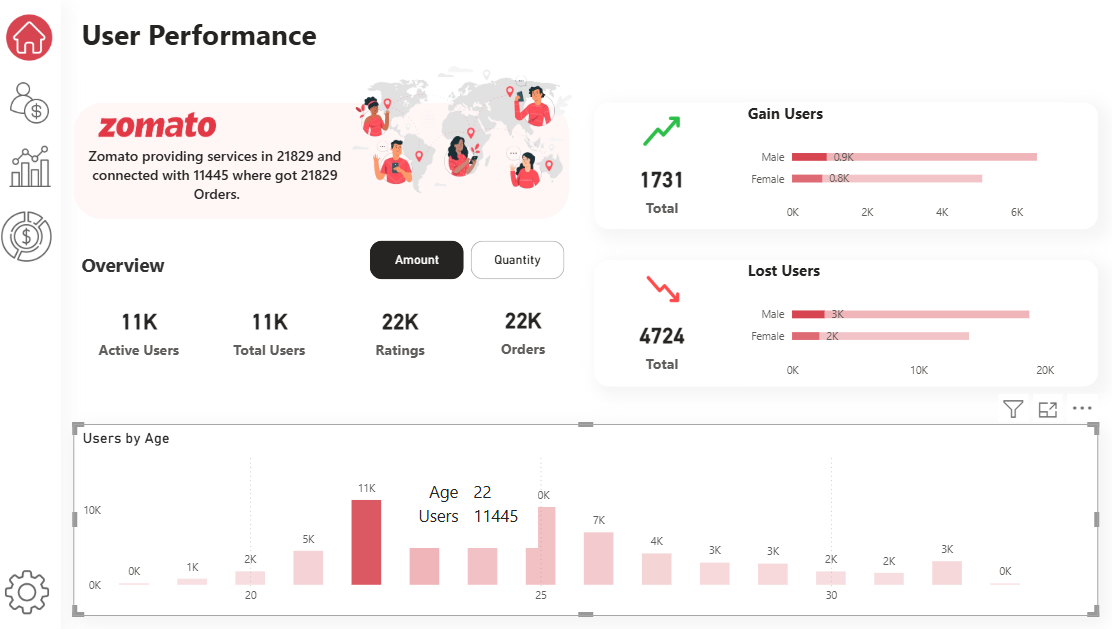 User Performance
zomato
Zomato providing services in 21829 and
connected with 11445 where got 21829
Orders.
Gain Users
1731
Total
Male
0.9K
Female
0.8K
0K 2K 4K 6K
Overview
Amount
Quantity
11K
Active Users
11K
Total Users
22K
Ratings
22K
Orders
Lost Users
4724
Total
Male
3K
Female
2K
0K 10K 20K
Users by Age
10K
0K
0K 1K 2K 5K 11K 0K 7K 4K 3K 3K 2K 2K 3K 0K
Age 22
Users 11445
20 25 30